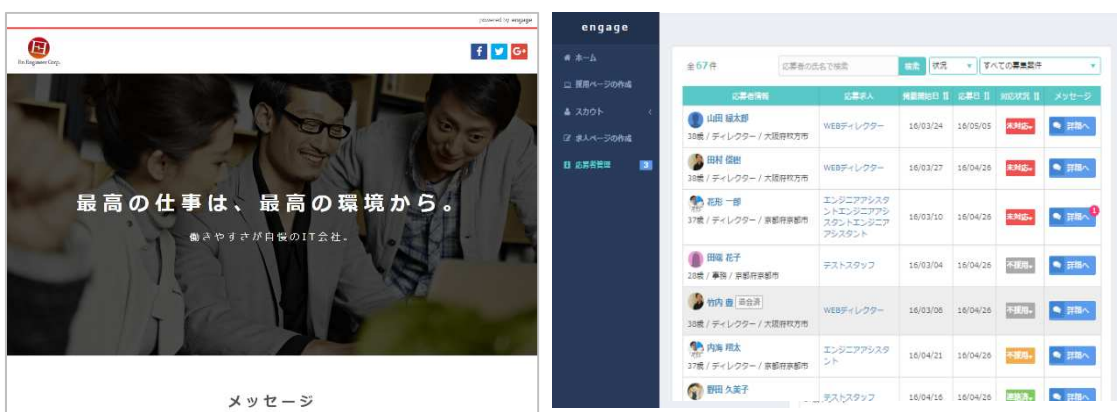 powered by engage
En Engineer Corp.
最高の仕事は、最高の環境から。
働きやすさが自慢のIT会社。
メッセージ
engage
ホーム
採用ページの作成
スカウト
求人ページの作成
応募者管理 3
全67件 応募者の氏名で検索 検索 状況 すべての募集案件
応募者情報 応募求人 掲載開始日 応募日 対応状況 メッセージ
山田 緑太郎
38歳 / ディレクター / 大阪府枚方市
WEBディレクター 16/03/24 16/05/05 未対応 詳細へ
田村 俊樹
38歳 / ディレクター / 大阪府枚方市
WEBディレクター 16/03/27 16/04/26 未対応 詳細へ
花形 一郎
37歳 / ディレクター / 京都府京都市
エンジニアアシスタ
ントエンジニアアシ
スタントエンジニア
アシスタント
16/03/10 16/04/26 未対応 詳細へ 1
田端 花子
28歳 / 事務 / 京都府京都市
テストスタッフ 16/03/04 16/04/26 不採用 詳細へ
竹内 面会済
38歳 / ディレクター / 大阪府枚方市
WEBディレクター 16/03/08 16/04/26 不採用 詳細へ
内海 翔太
37歳 / ディレクター / 京都府京都市
エンジニアアシスタ
ント
16/04/21 16/04/26 不採用 詳細へ
野田 久美子
テストスタッフ 16/04/16 16/04/26 連絡済 詳細へ